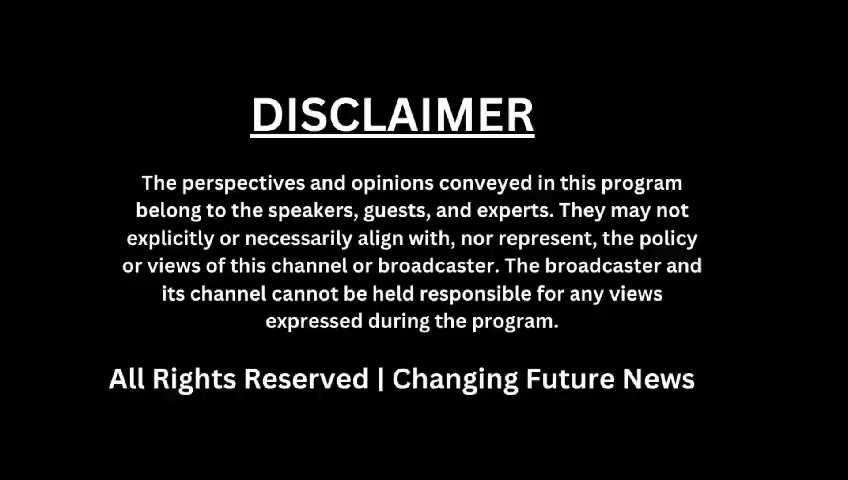 DISCLAIMER
The perspectives and opinions conveyed in this program
belong to the speakers, guests, and experts. They may not
explicitly or necessarily align with, nor represent, the policy
or views of this channel or broadcaster. The broadcaster and
its channel cannot be held responsible for any views
expressed during the program.
All Rights Reserved | Changing Future News